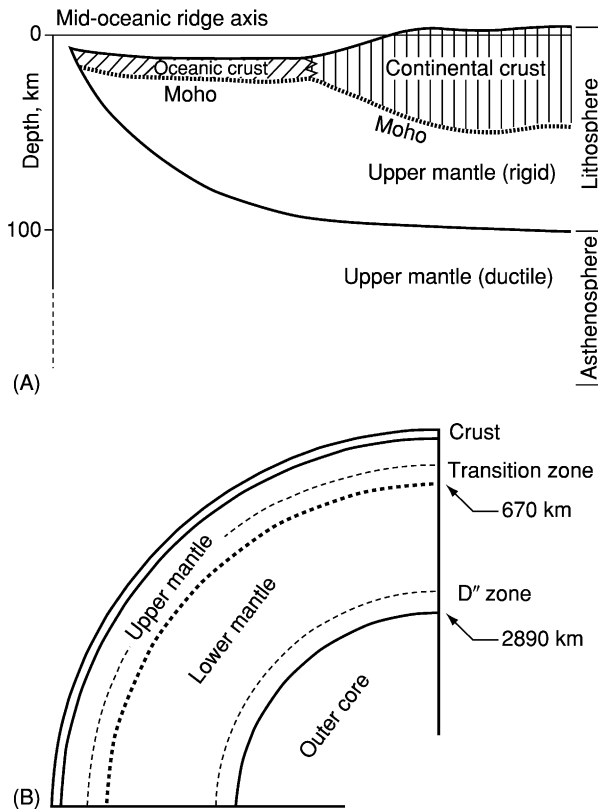 Mid-oceanic ridge axis
0
Oceanic crust
A
Continental crust
Moho
Moho
Depth, km
Lithosphere
Upper mantle (rigid)
100
Upper mantle (ductile)
Asthenosphere
(A)
Crust
Transition zone
670 km
Upper mantle
Lower mantle
D″ zone
2890 km
Outer core
(B)